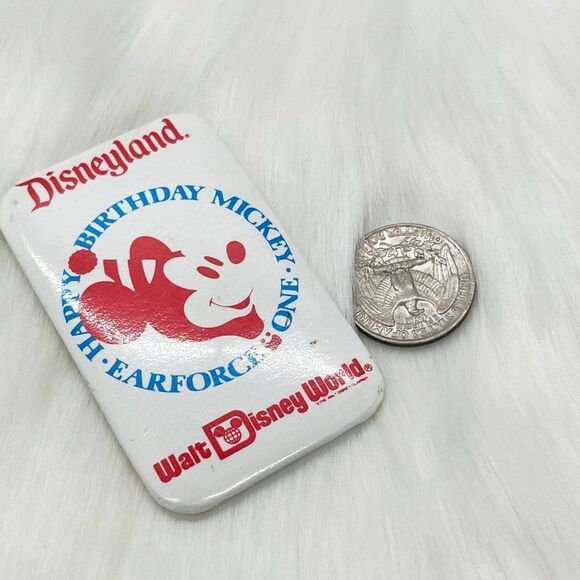 Disneyland®
HAPPY BIRTHDAY MICKEY • EARFORCE ONE •
Walt Disney World®